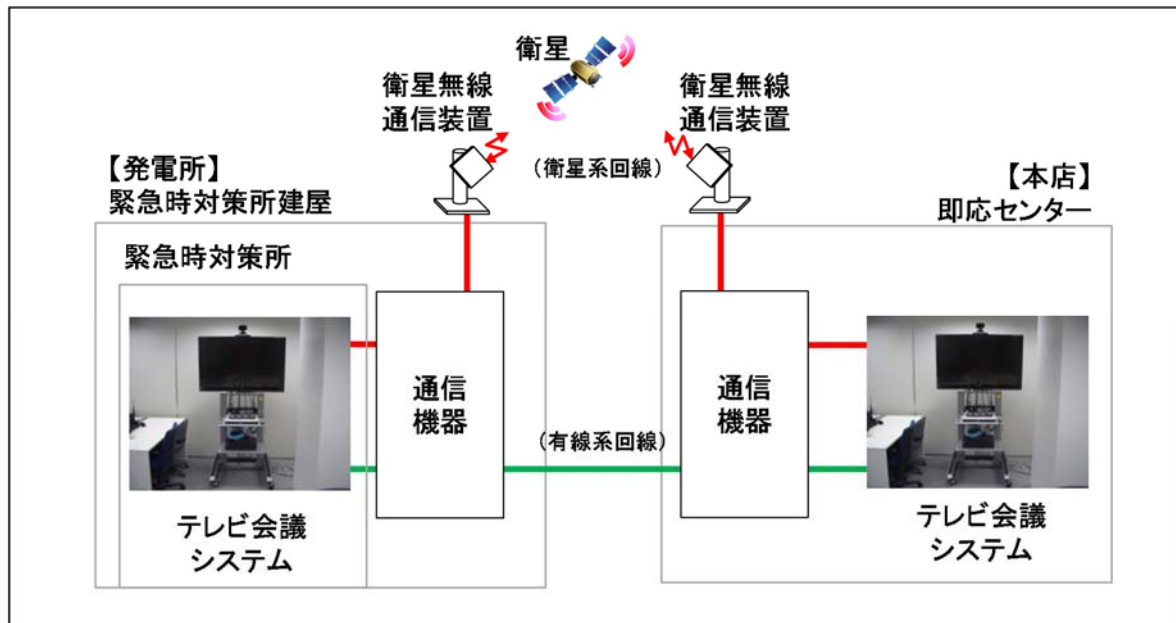 衛星
衛星無線
通信装置
衛星無線
通信装置
(衛星系回線)
【発電所】
緊急時対策所建屋
【本店】
即応センター
緊急時対策所
通信
機器
通信
機器
(有線系回線)
テレビ会議
システム
テレビ会議
システム